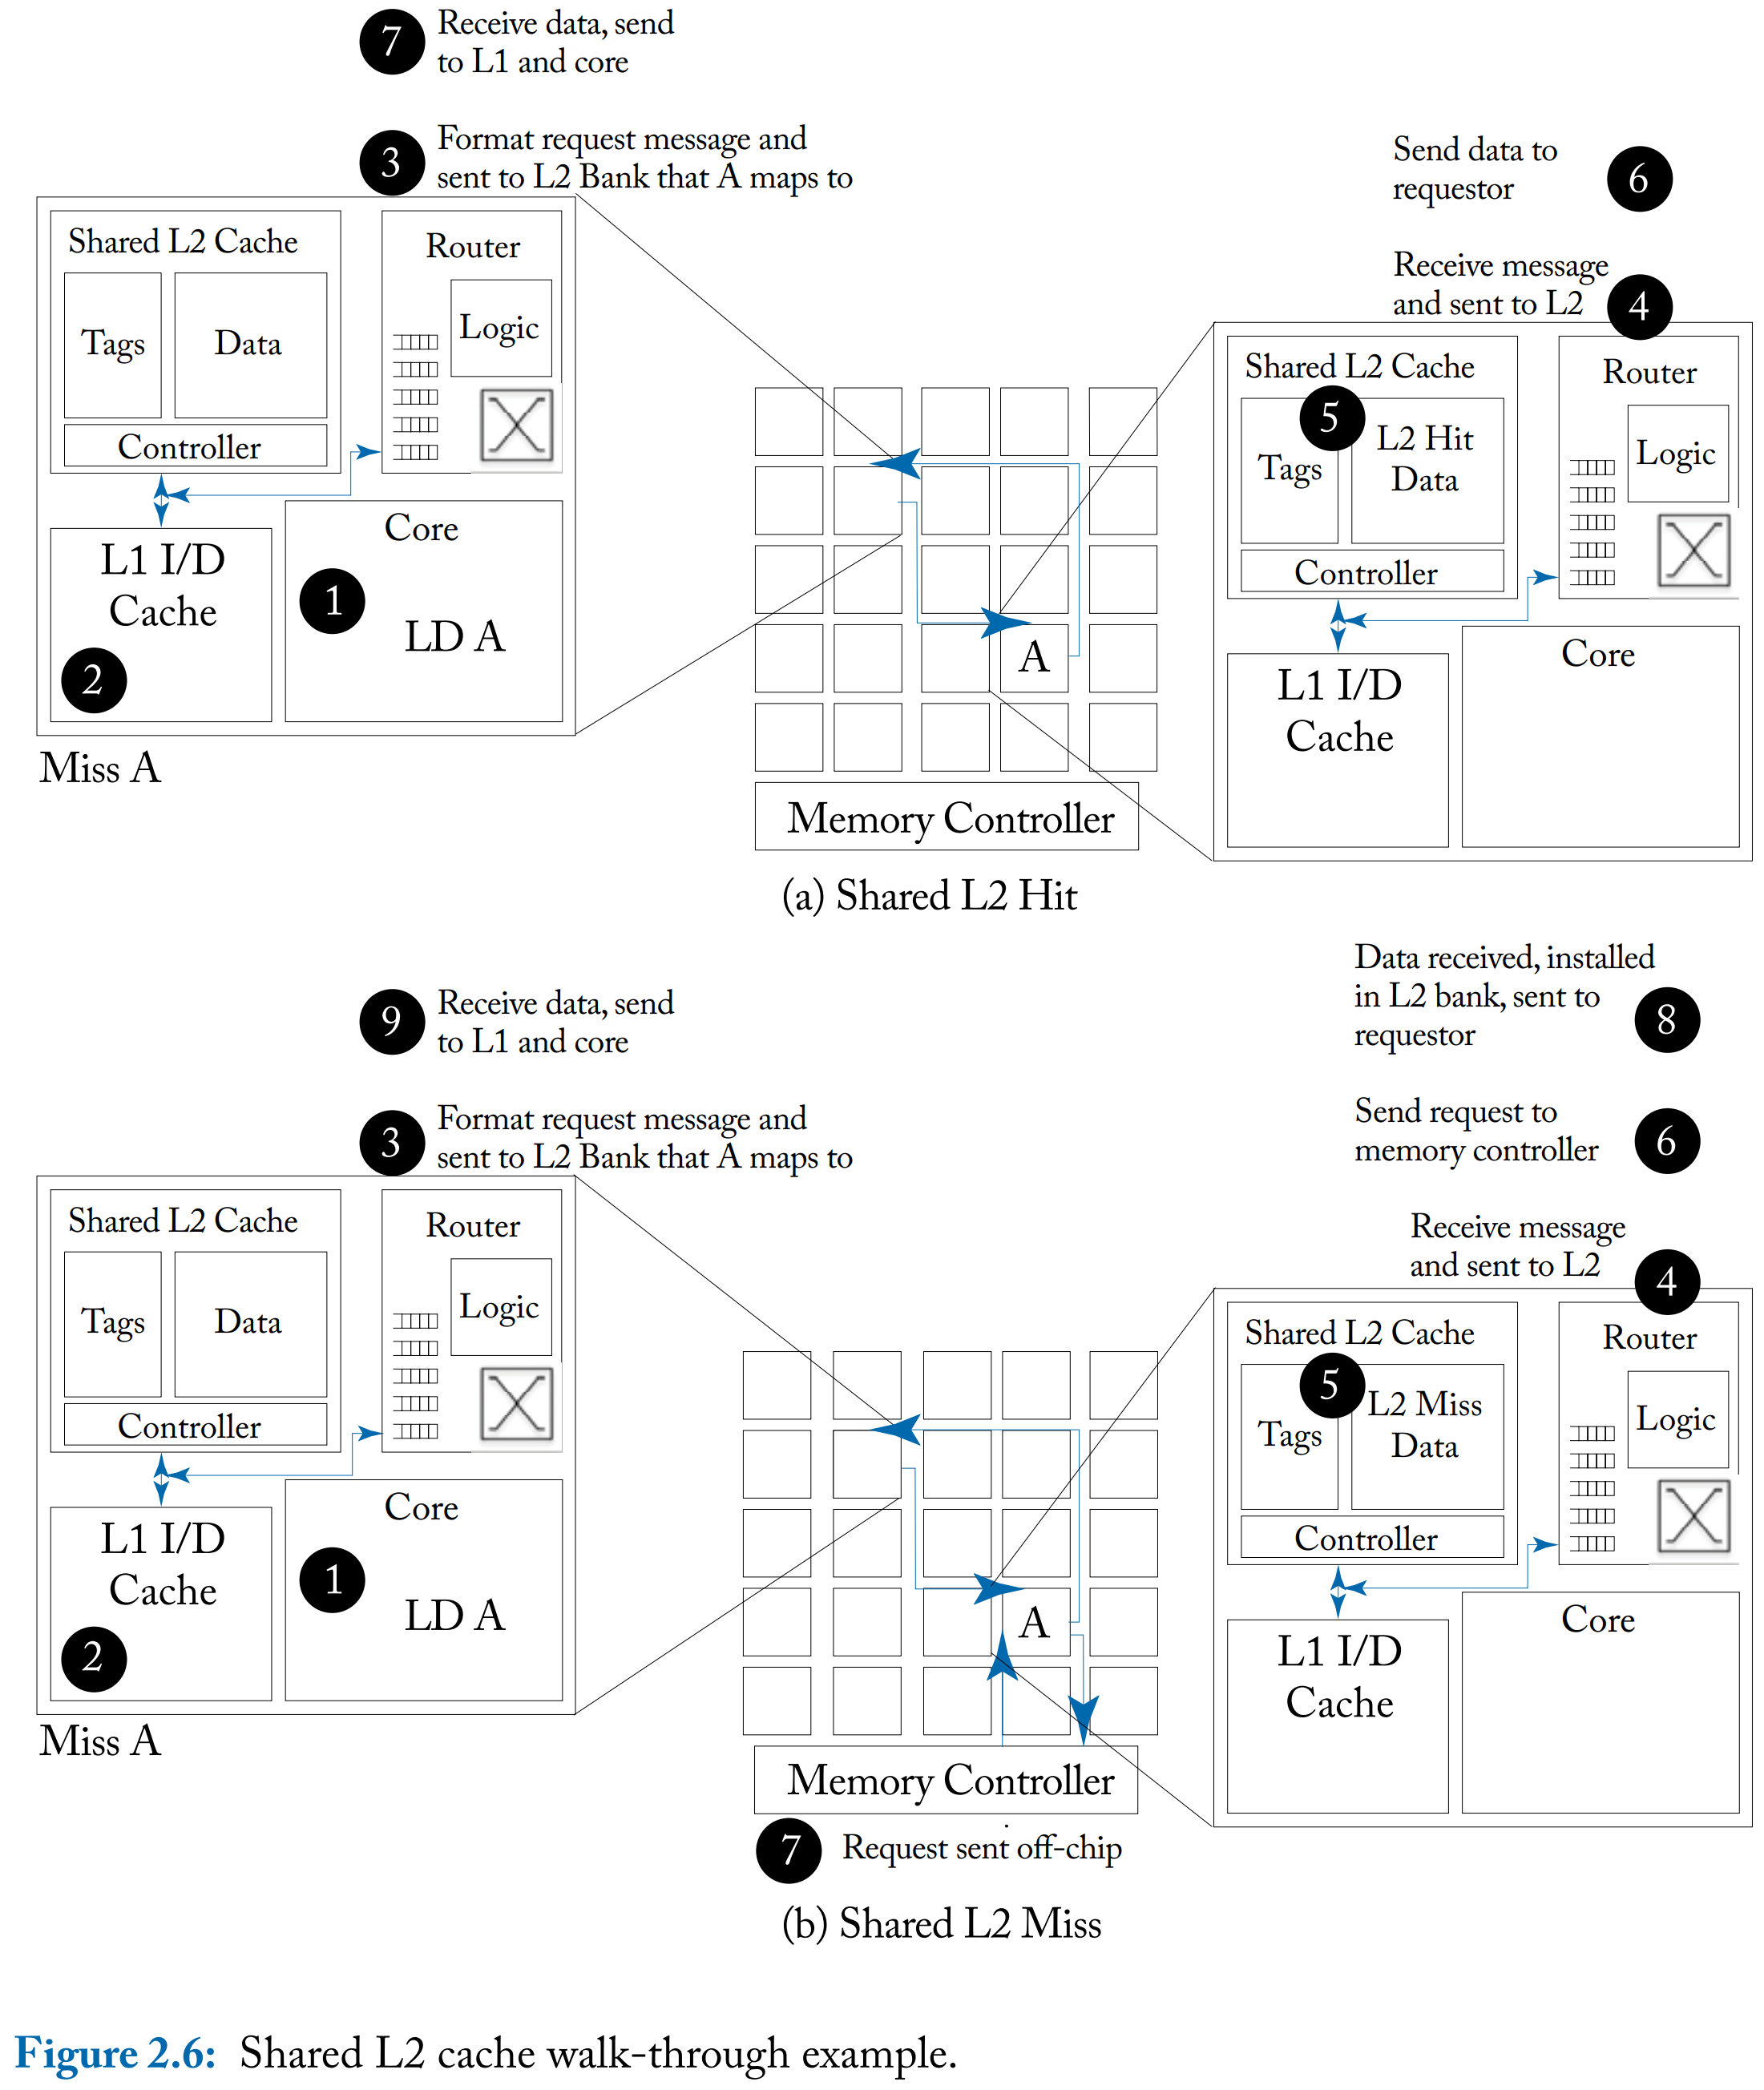 7
Receive data, send
to L1 and core
3
Format request message and
sent to L2 Bank that A maps to
Send data to
requestor
6
Receive message
and sent to L2
4
Shared L2 Cache
Tags
Data
Controller
Router
Logic
L1 I/D
Cache
2
Core
1
LD A
Miss A
A
Memory Controller
Shared L2 Cache
5
Tags
L2 Hit
Data
Controller
Router
Logic
L1 I/D
Cache
Core
(a) Shared L2 Hit
9
Receive data, send
to L1 and core
3
Format request message and
sent to L2 Bank that A maps to
Data received, installed
in L2 bank, sent to
requestor
8
Send request to
memory controller
6
Receive message
and sent to L2
4
Shared L2 Cache
Tags
Data
Controller
Router
Logic
L1 I/D
Cache
2
Core
1
LD A
Miss A
A
Memory Controller
7
Request sent off-chip
Shared L2 Cache
5
Tags
L2 Miss
Data
Controller
Router
Logic
L1 I/D
Cache
Core
(b) Shared L2 Miss
Figure 2.6: Shared L2 cache walk-through example.